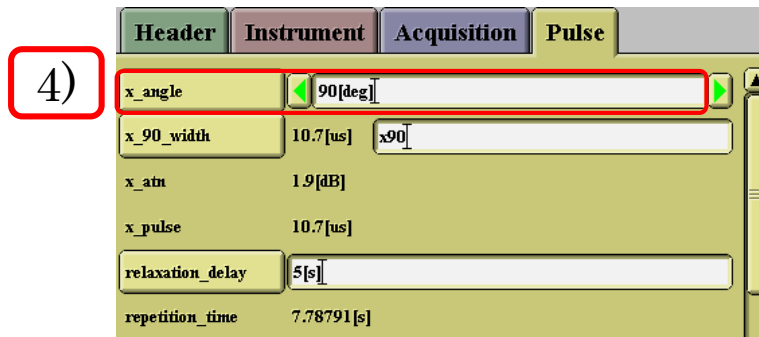 Header Instrument Acquisition Pulse
4)
x_angle 90[deg]
x_90_width 10.7[us] x90
x_atn 1.9[dB]
x_pulse 10.7[us]
relaxation_delay 5[s]
repetition_time 7.78791[s]